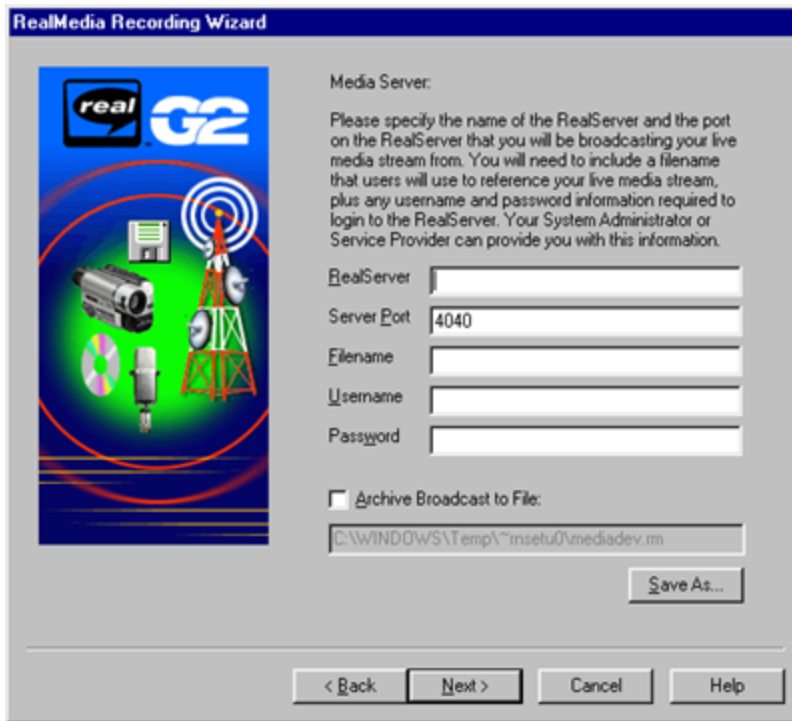 RealMedia Recording Wizard
real G2
Media Server:
Please specify the name of the RealServer and the port
on the RealServer that you will be broadcasting your live
media stream from. You will need to include a filename
that users will use to reference your live media stream,
plus any username and password information required to
login to the RealServer. Your System Administrator or
Service Provider can provide you with this information.
RealServer
Server Port 4040
Filename
Username
Password
Archive Broadcast to File:
C:\WINDOWS\Temp\~msetu0\mediadev.rm
Save As...
< Back Next > Cancel Help